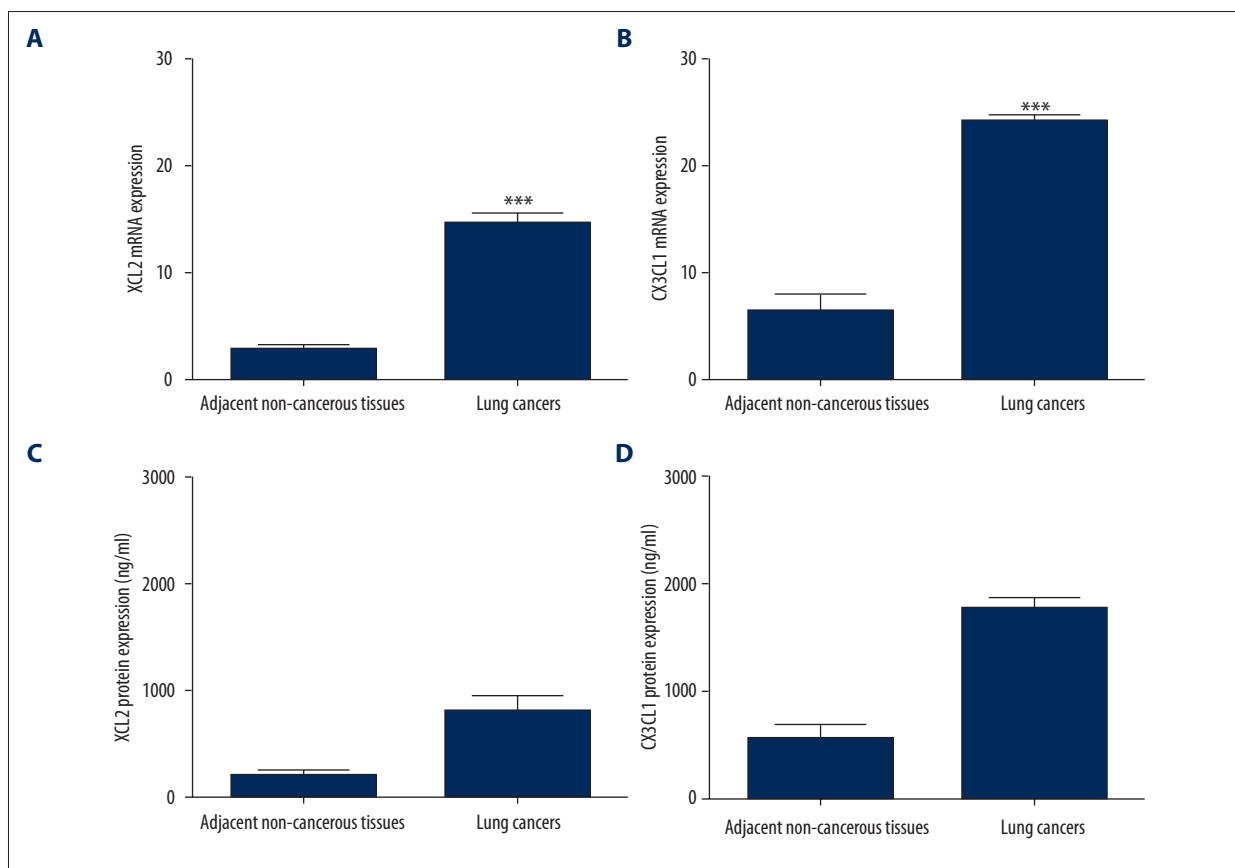 A
XCL2 mRNA expression
30
20
10
0
***
Adjacent non-cancerous tissues
Lung cancers
B
CX3CL1 mRNA expression
30
20
10
0
***
Adjacent non-cancerous tissues
Lung cancers
C
XCL2 protein expression (ng/ml)
3000
2000
1000
0
Adjacent non-cancerous tissues
Lung cancers
D
CX3CL1 protein expression (ng/ml)
3000
2000
1000
0
Adjacent non-cancerous tissues
Lung cancers